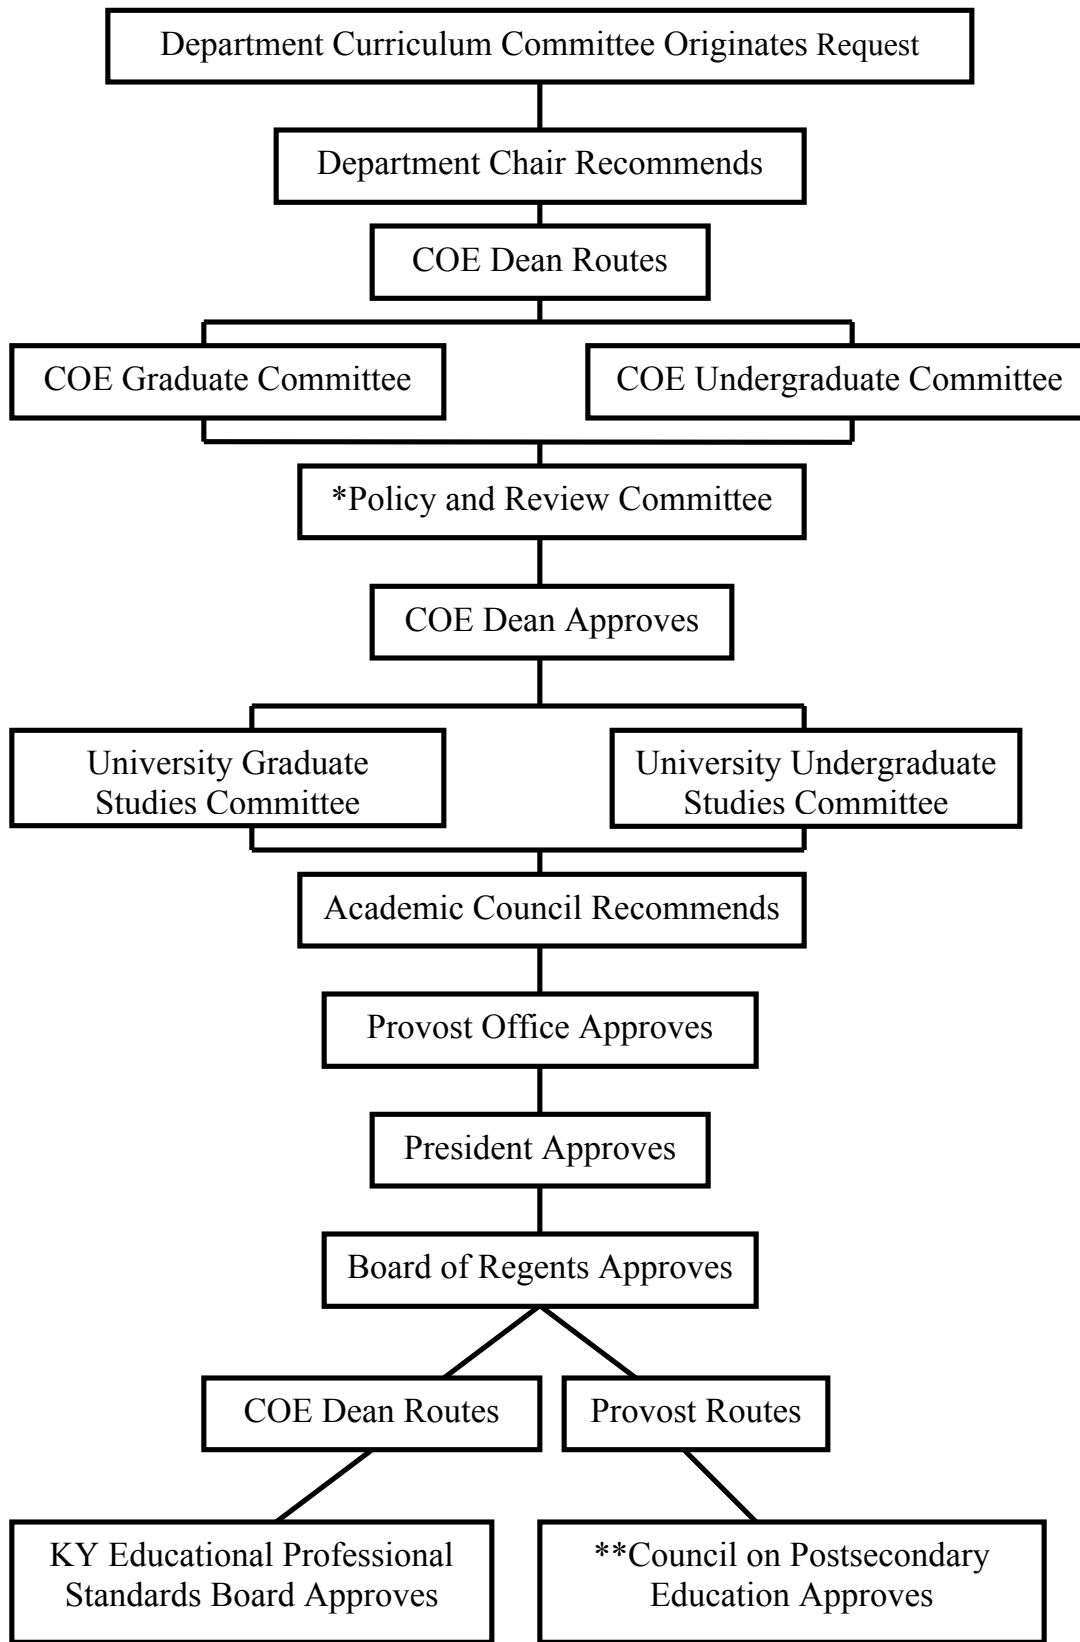 Department Curriculum Committee Originates Request
Department Chair Recommends
COE Dean Routes
COE Graduate Committee
COE Undergraduate Committee
*Policy and Review Committee
COE Dean Approves
University Graduate
Studies Committee
University Undergraduate
Studies Committee
Academic Council Recommends
Provost Office Approves
President Approves
Board of Regents Approves
COE Dean Routes
Provost Routes
KY Educational Professional
Standards Board Approves
**Council on Postsecondary
Education Approves